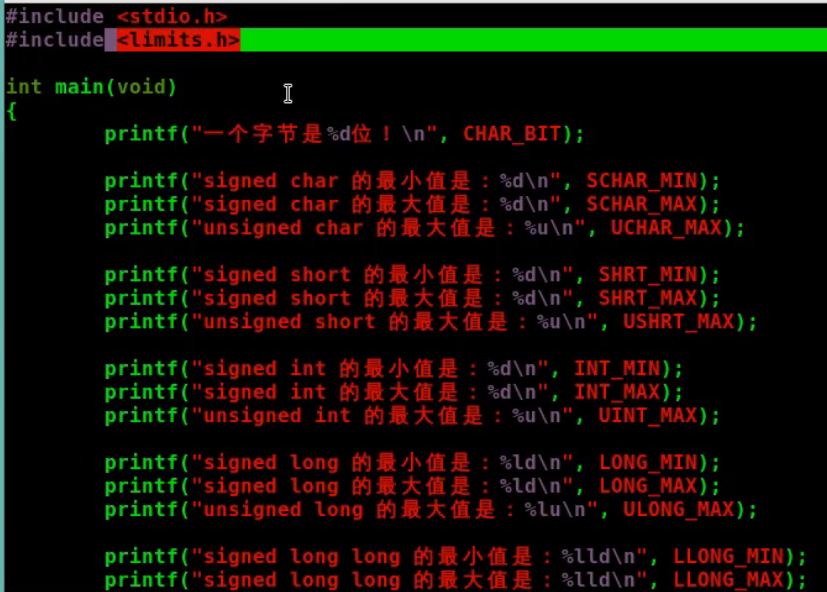 #include <stdio.h>
#include <limits.h>
int main(void)
{
printf("一个字节是%d位！\n", CHAR_BIT);
printf("signed char 的最小值是：%d\n", SCHAR_MIN);
printf("signed char 的最大值是：%d\n", SCHAR_MAX);
printf("unsigned char 的最大值是：%u\n", UCHAR_MAX);
printf("signed short 的最小值是：%d\n", SHRT_MIN);
printf("signed short 的最大值是：%d\n", SHRT_MAX);
printf("unsigned short 的最大值是：%u\n", USHRT_MAX);
printf("signed int 的最小值是：%d\n", INT_MIN);
printf("signed int 的最大值是：%d\n", INT_MAX);
printf("unsigned int 的最大值是：%u\n", UINT_MAX);
printf("signed long 的最小值是：%ld\n", LONG_MIN);
printf("signed long 的最大值是：%ld\n", LONG_MAX);
printf("unsigned long 的最大值是：%lu\n", ULONG_MAX);
printf("signed long long 的最小值是：%lld\n", LLONG_MIN);
printf("signed long long 的最大值是：%lld\n", LLONG_MAX);